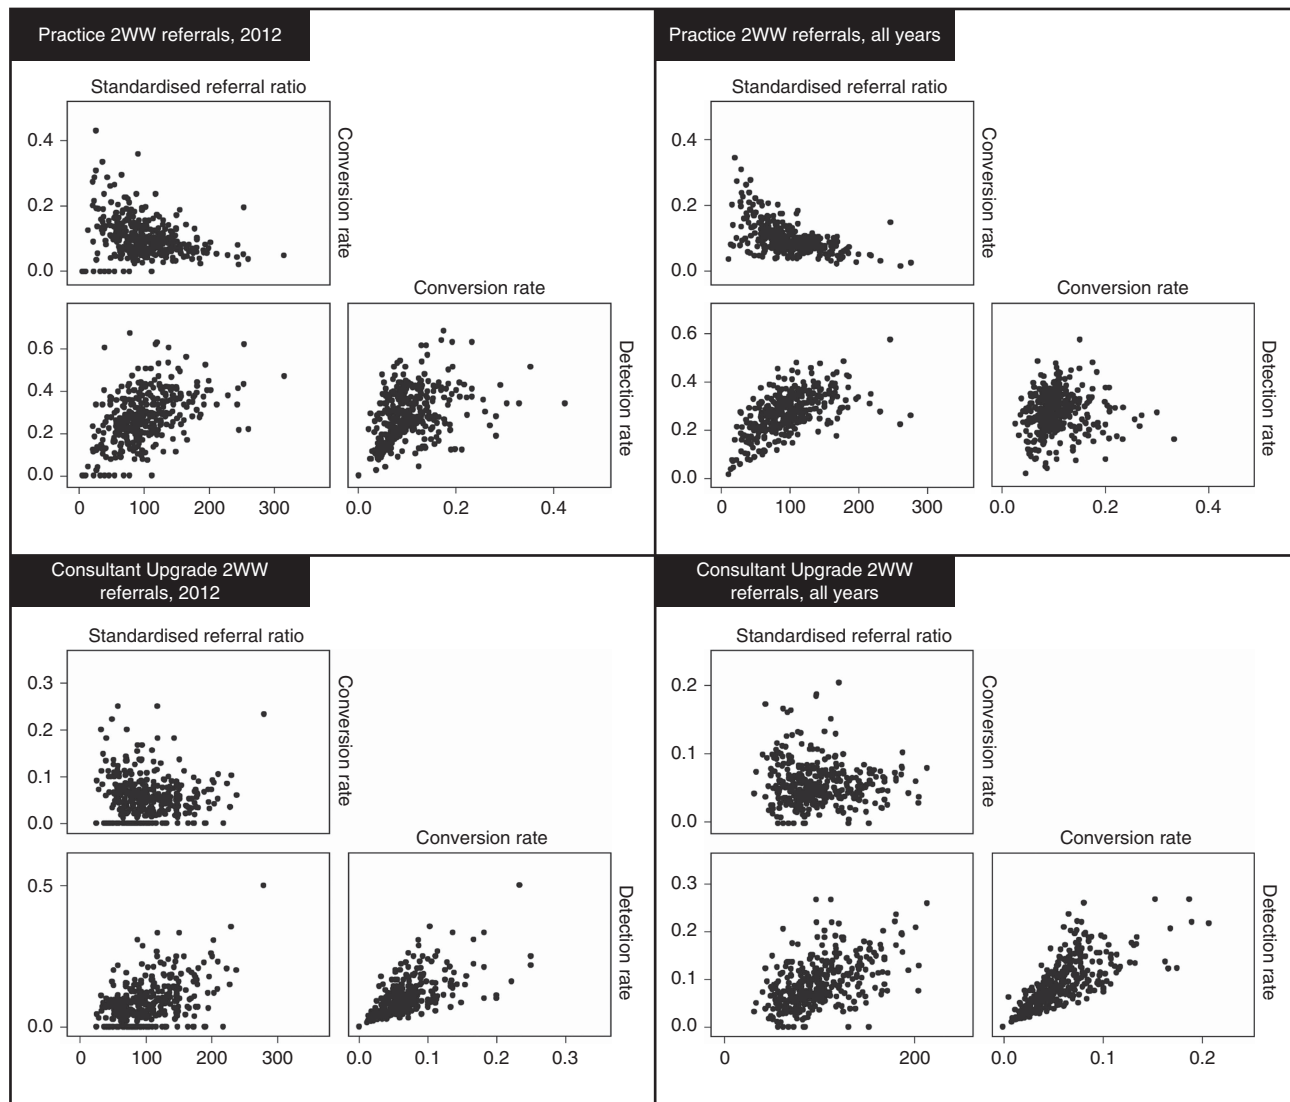 Practice 2WW referrals, 2012
Standardised referral ratio
0.4
0.2
0.0
Conversion rate
Conversion rate
0.6
0.4
0.2
0.0
Detection rate
0 100 200 300
0.0 0.2 0.4
Practice 2WW referrals, all years
Standardised referral ratio
0.4
0.2
0.0
Conversion rate
Conversion rate
0.6
0.4
0.2
0.0
Detection rate
0 100 200 300
0.0 0.2 0.4
Consultant Upgrade 2WW
referrals, 2012
Standardised referral ratio
0.3
0.2
0.1
0.0
Conversion rate
Conversion rate
0.5
0.0
Detection rate
0 100 200 300
0.0 0.1 0.2 0.3
Consultant Upgrade 2WW
referrals, all years
Standardised referral ratio
0.2
0.1
0.0
Conversion rate
Conversion rate
0.3
0.2
0.1
0.0
Detection rate
0 200
0.0 0.1 0.2